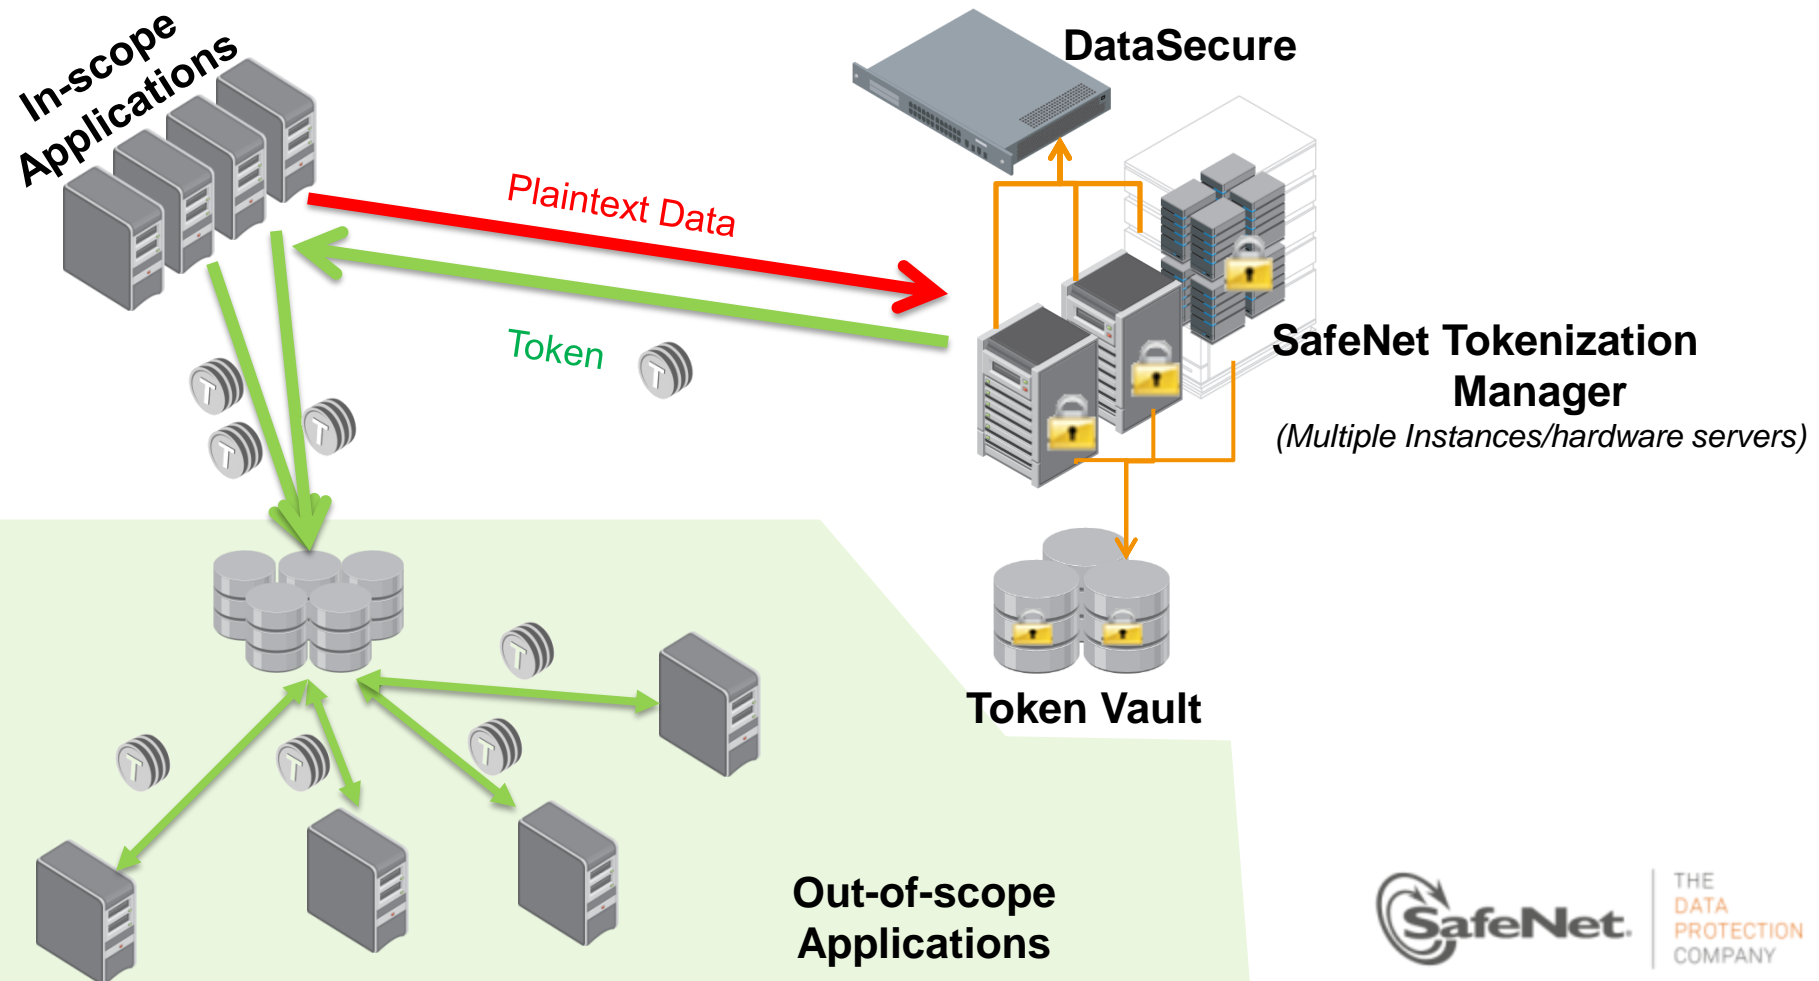 In-scope
Applications
DataSecure
Plaintext Data
Token
T
T
T
T
SafeNet Tokenization
Manager
(Multiple Instances/hardware servers)
Token Vault
T
T
T
T
Out-of-scope
Applications
SafeNet.
THE
DATA
PROTECTION
COMPANY